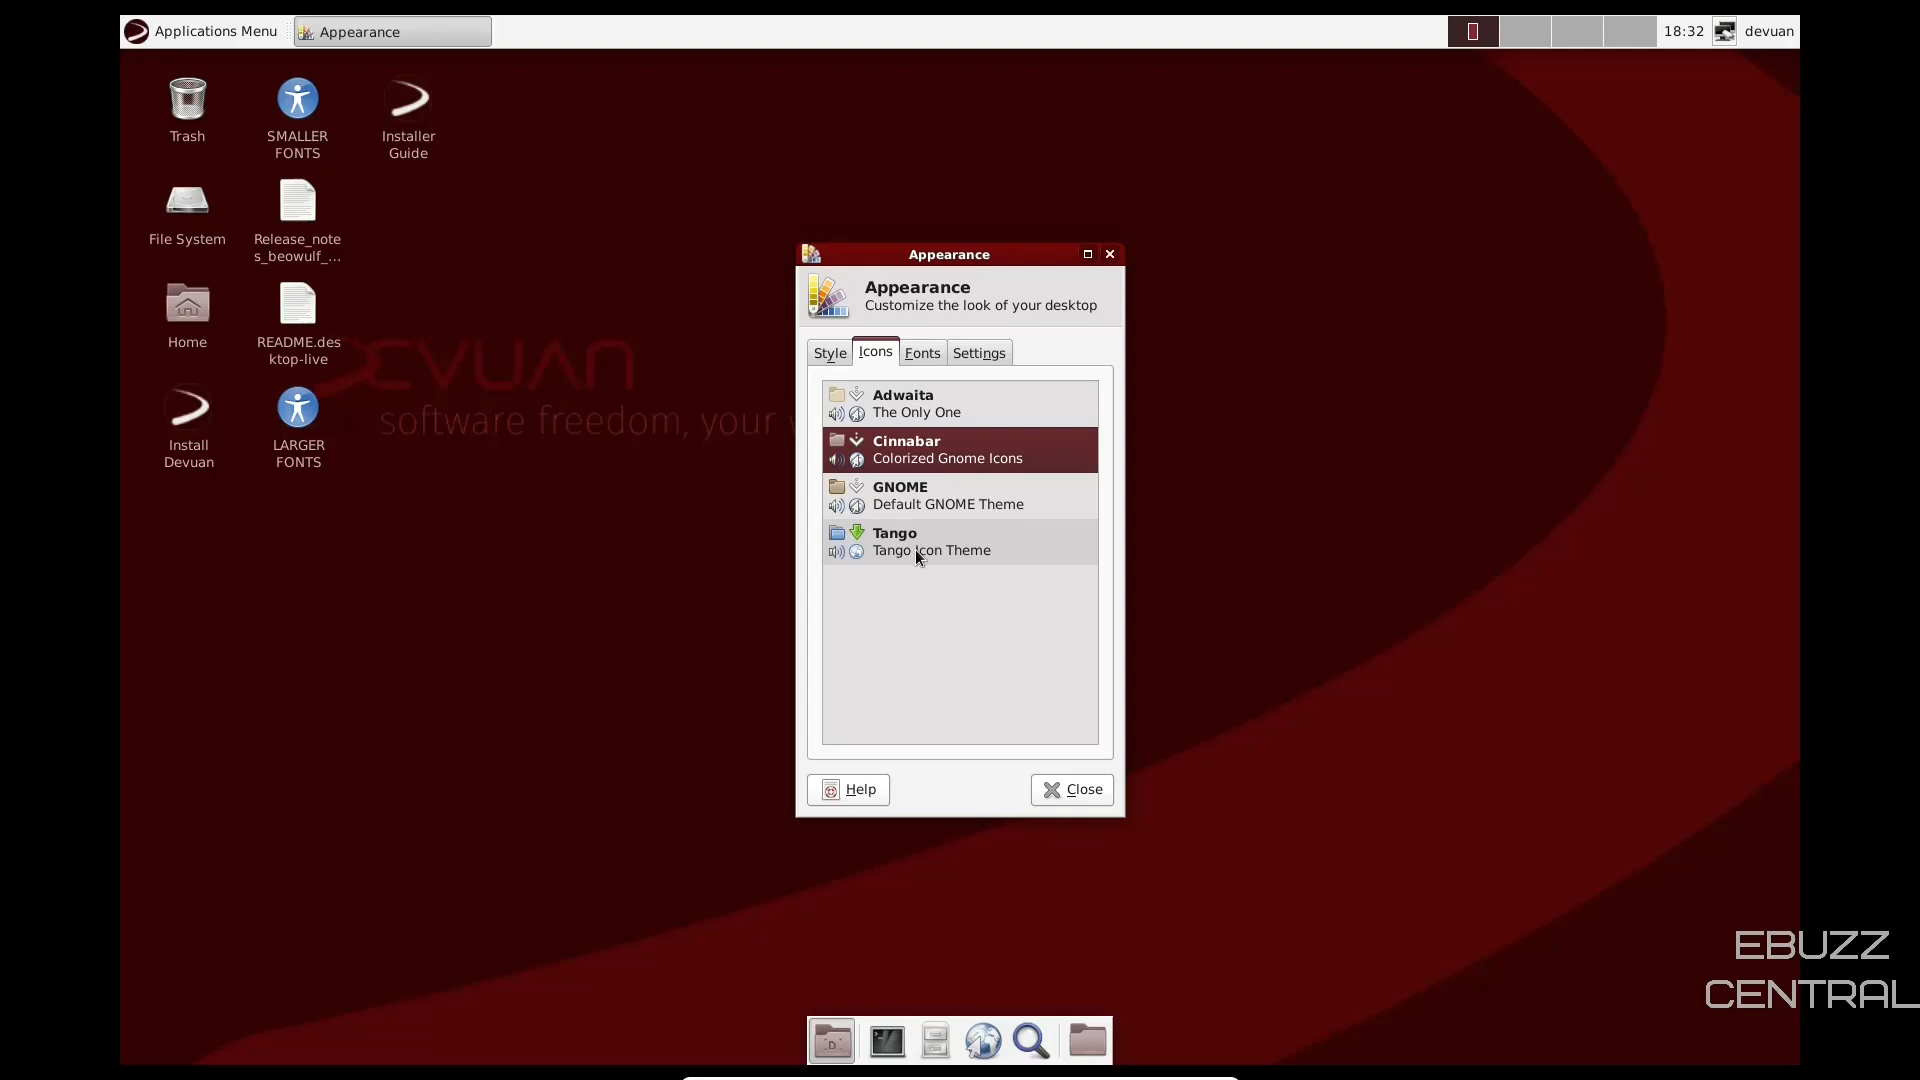 Applications Menu
Appearance
18:32
devuan
Trash
SMALLER
FONTS
Installer
Guide
File System
Release_note
s_beowulf_...
Home
README.des
ktop-live
Install
Devuan
LARGER
FONTS
DEVUAN
software freedom, your
Appearance
Appearance
Customize the look of your desktop
Style
Icons
Fonts
Settings
Adwaita
The Only One
Cinnabar
Colorized Gnome Icons
GNOME
Default GNOME Theme
Tango
Tango Icon Theme
Help
Close
EBUZZ
CENTRAL